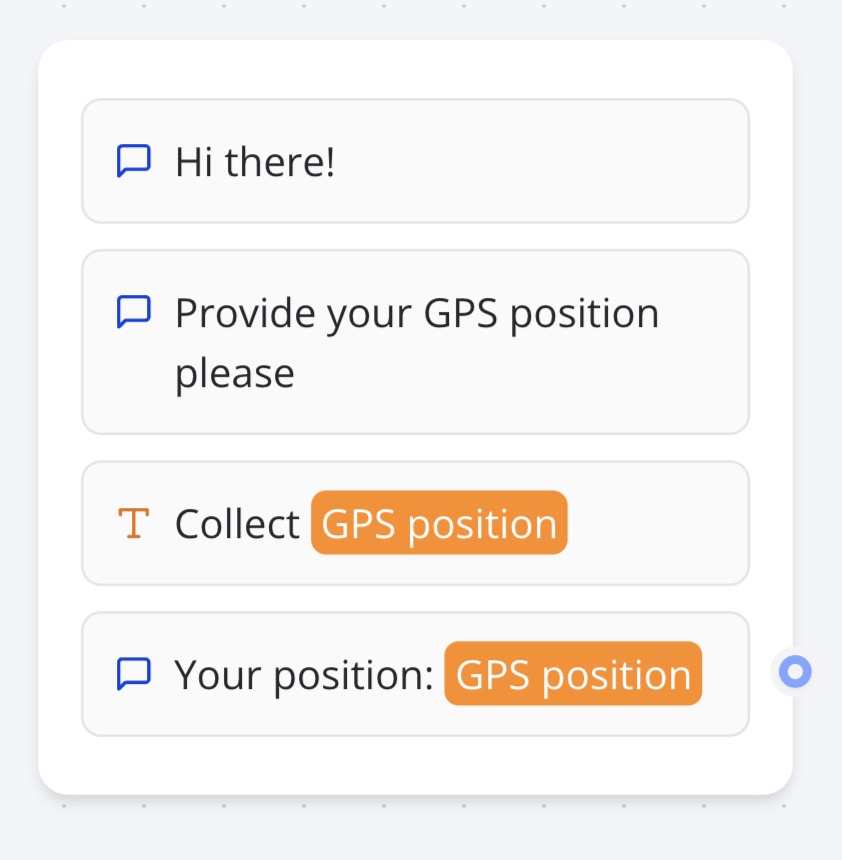 Hi there!
Provide your GPS position
please
Collect GPS position
Your position: GPS position